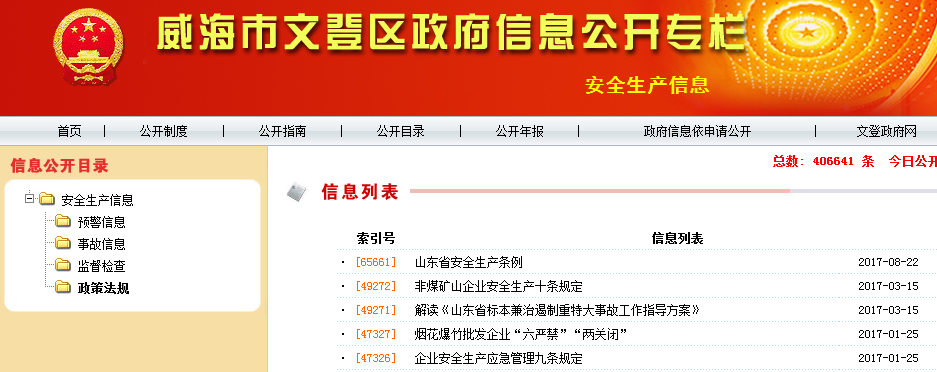 威海市文登区政府信息公开专栏
安全生产信息
首页 | 公开制度 | 公开指南 | 公开目录 | 公开年报 | 政府信息依申请公开 | 文登政府网
信息公开目录
总数: 406641 条 今日公开
安全生产信息
预警信息
事故信息
监督检查
政策法规
信息列表
索引号 信息列表
· [65661] 山东省安全生产条例 2017-08-22
· [49272] 非煤矿山企业安全生产十条规定 2017-03-15
· [49271] 解读《山东省标本兼治遏制重特大事故工作指导方案》 2017-03-15
· [47327] 烟花爆竹批发企业“六严禁”“两关闭” 2017-01-25
· [47326] 企业安全生产应急管理九条规定 2017-01-25